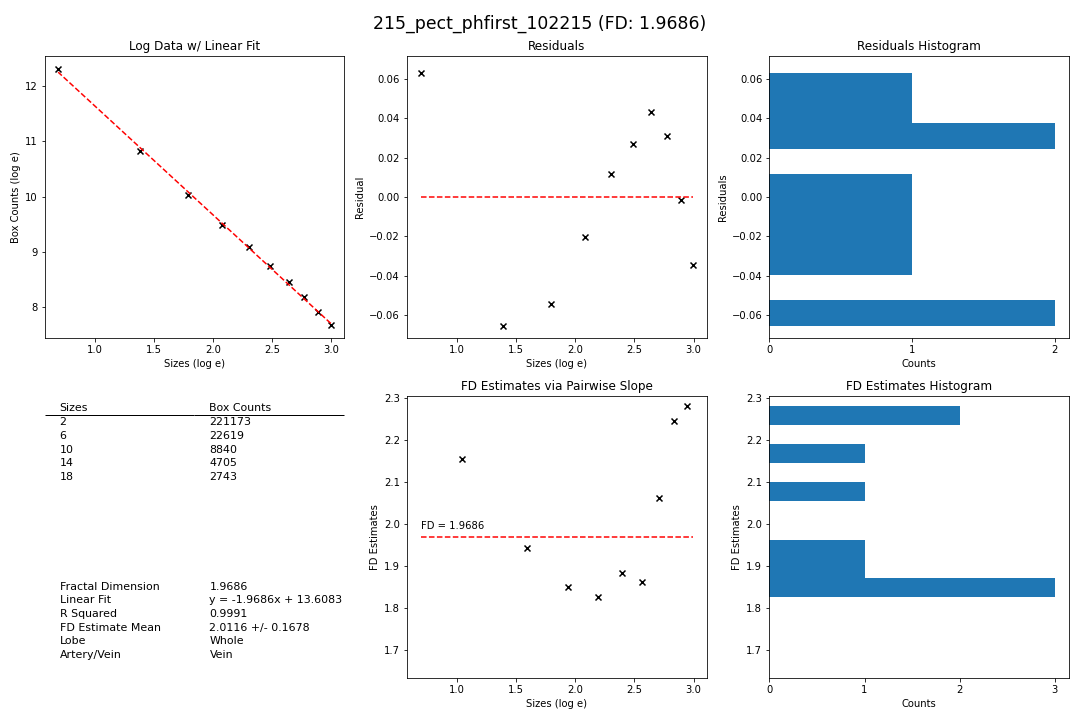 215_pect_phfirst_102215 (FD: 1.9686)
Log Data w/ Linear Fit
Box Counts (log e)
12
11
10
9
8
1.0 1.5 2.0 2.5 3.0
Sizes (log e)
Residuals
Residual
0.06
0.04
0.02
0.00
−0.02
−0.04
−0.06
1.0 1.5 2.0 2.5 3.0
Sizes (log e)
Residuals Histogram
Residuals
0.06
0.04
0.02
0.00
−0.02
−0.04
−0.06
0 1 2
Counts
Sizes Box Counts
2 221173
6 22619
10 8840
14 4705
18 2743
Fractal Dimension 1.9686
Linear Fit y = -1.9686x + 13.6083
R Squared 0.9991
FD Estimate Mean 2.0116 +/- 0.1678
Lobe Whole
Artery/Vein Vein
FD Estimates via Pairwise Slope
FD Estimates
2.3
2.2
2.1
2.0
1.9
1.8
1.7
FD = 1.9686
1.0 1.5 2.0 2.5 3.0
Sizes (log e)
FD Estimates Histogram
FD Estimates
2.3
2.2
2.1
2.0
1.9
1.8
1.7
0 1 2 3
Counts